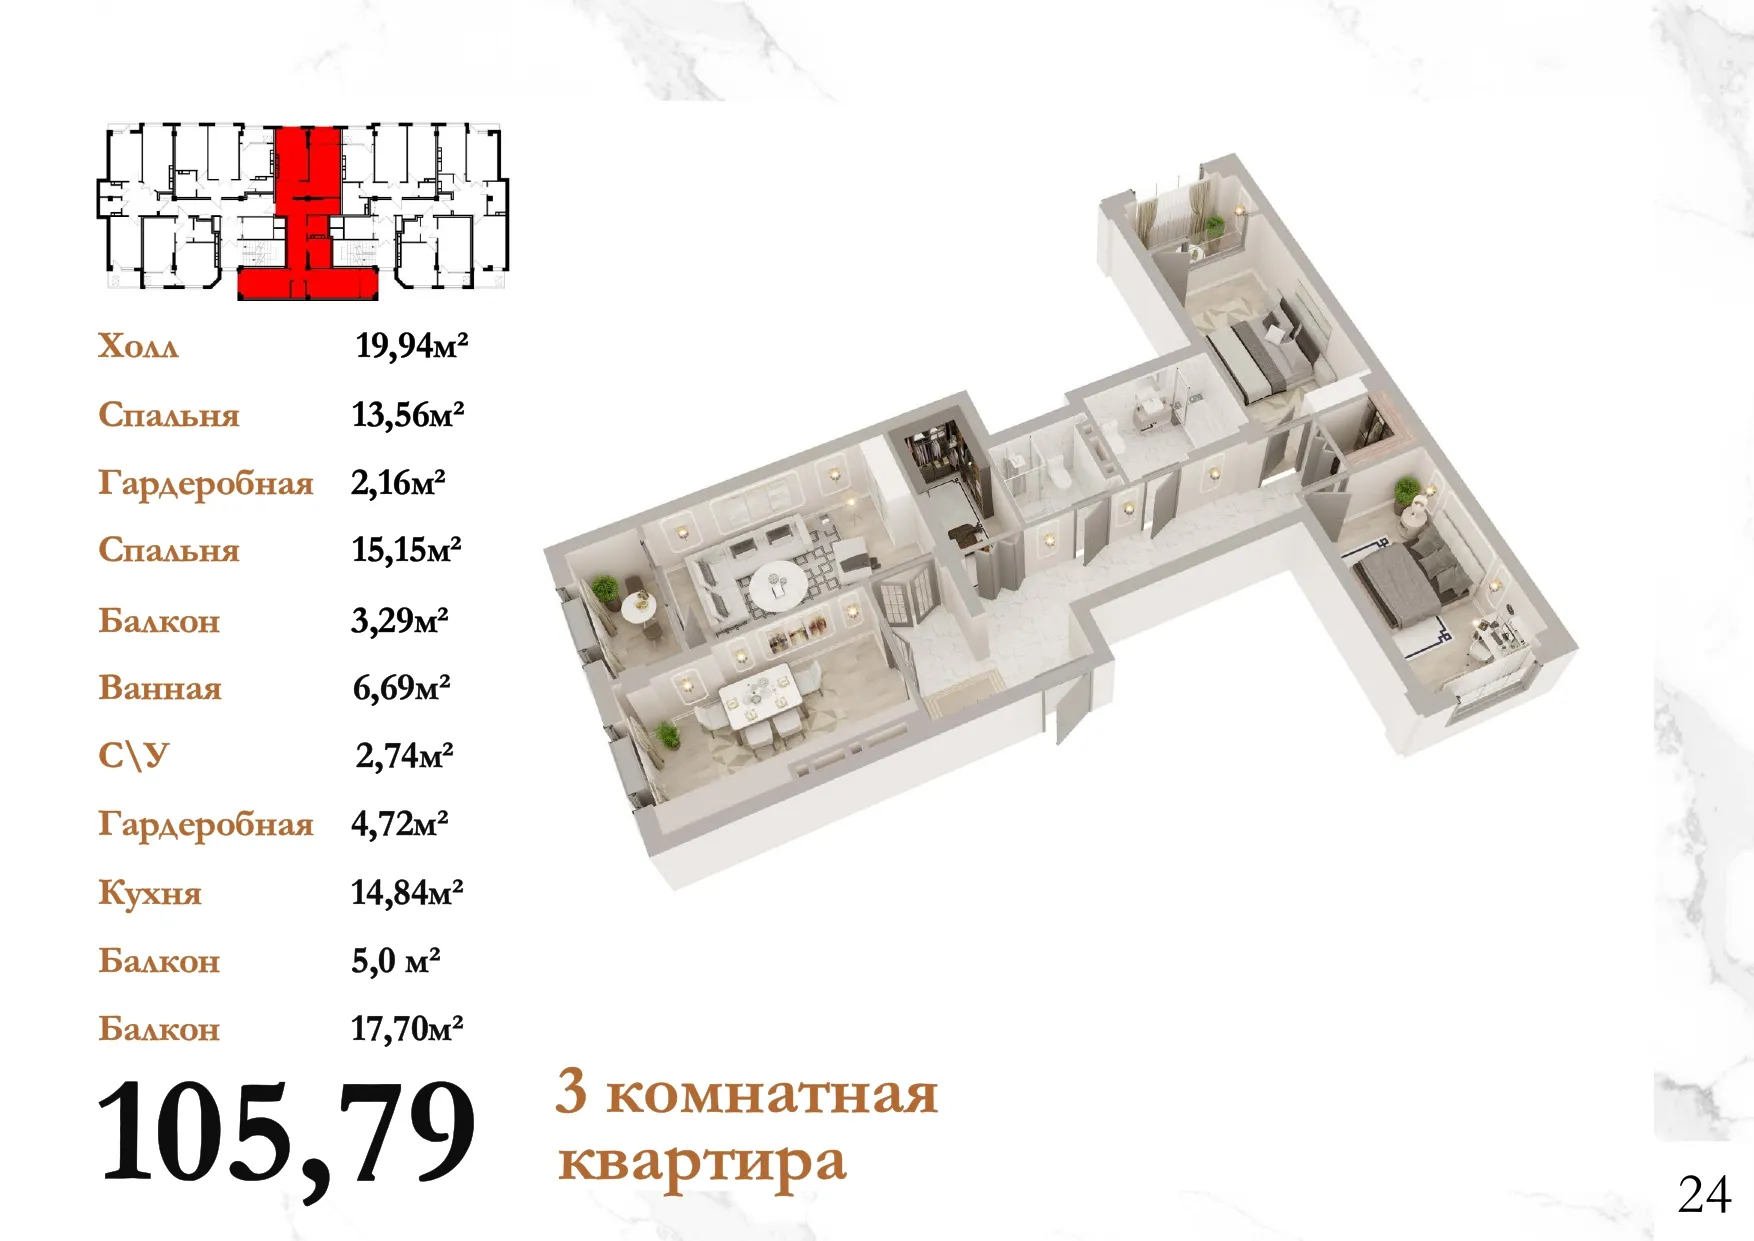 Холл 19,94м²
Спальня 13,56м²
Гардеробная 2,16м²
Спальня 15,15м²
Балкон 3,29м²
Ванная 6,69м²
С\У 2,74м²
Гардеробная 4,72м²
Кухня 14,84м²
Балкон 5,0 м²
Балкон 17,70м²
105,79
3 комнатная
квартира
24